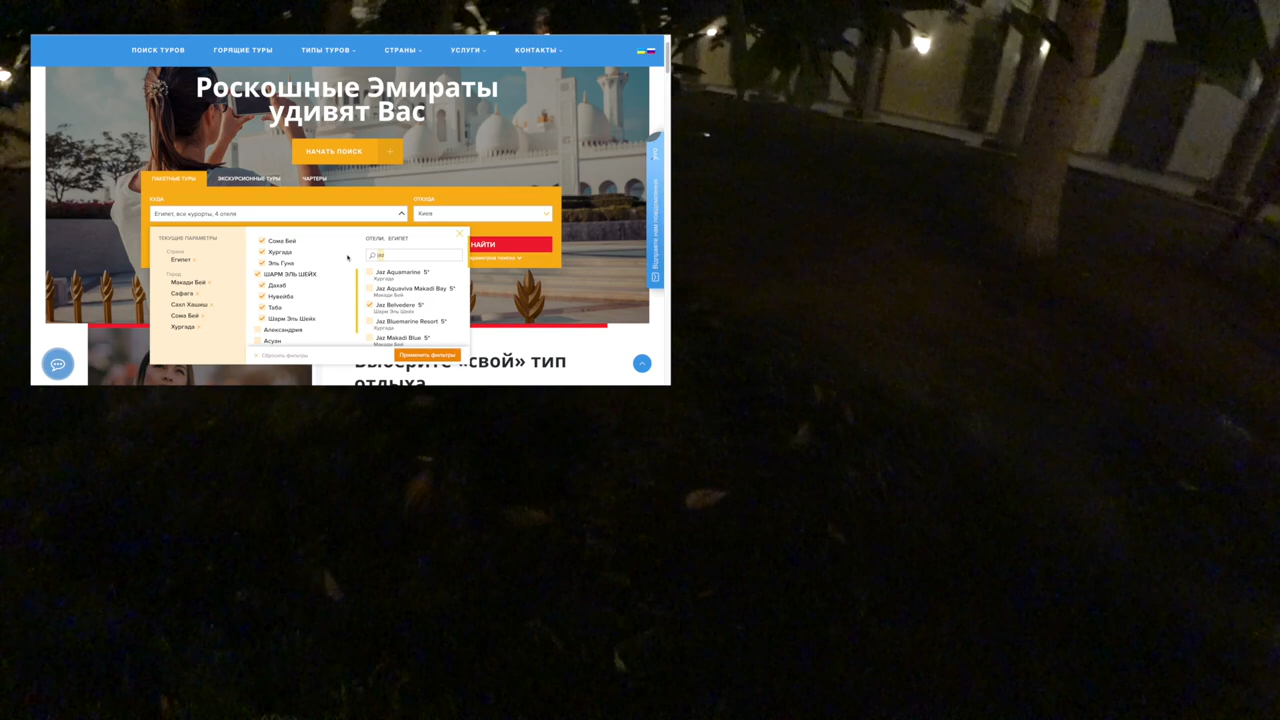 ПОИСК ТУРОВ
ГОРЯЩИЕ ТУРЫ
ТИПЫ ТУРОВ
СТРАНЫ
УСЛУГИ
КОНТАКТЫ
Роскошные Эмираты
удивят Вас
НАЧАТЬ ПОИСК +
ПАКЕТНЫЕ ТУРЫ
ЭКСКУРСИОННЫЕ ТУРЫ
ЧАРТЕРЫ
КУДА
Египет, все курорты, 4 отеля
ОТКУДА
Киев
НАЙТИ
ТЕКУЩИЕ ПАРАМЕТРЫ
Страна
Египет
Город
Макади Бей
Сафага
Сахл Хашиш
Сома Бей
Хургада
Сома Бей
Хургада
Эль Гуна
ШАРМ ЭЛЬ ШЕЙХ
Дахаб
Нувейба
Таба
Шарм Эль Шейх
Александрия
Асуан
ОТЕЛИ, ЕГИПЕТ
jaz
Jaz Aquamarine 5*
Хургада
Jaz Aquaviva Makadi Bay 5*
Макади Бей
Jaz Belvedere 5*
Шарм Эль Шейх
Jaz Bluemarine Resort 5*
Хургада
Jaz Makadi Blue 5*
Макади Бей
Сбросить фильтры
Применить фильтры
Выберите «свой» тип
отдыха